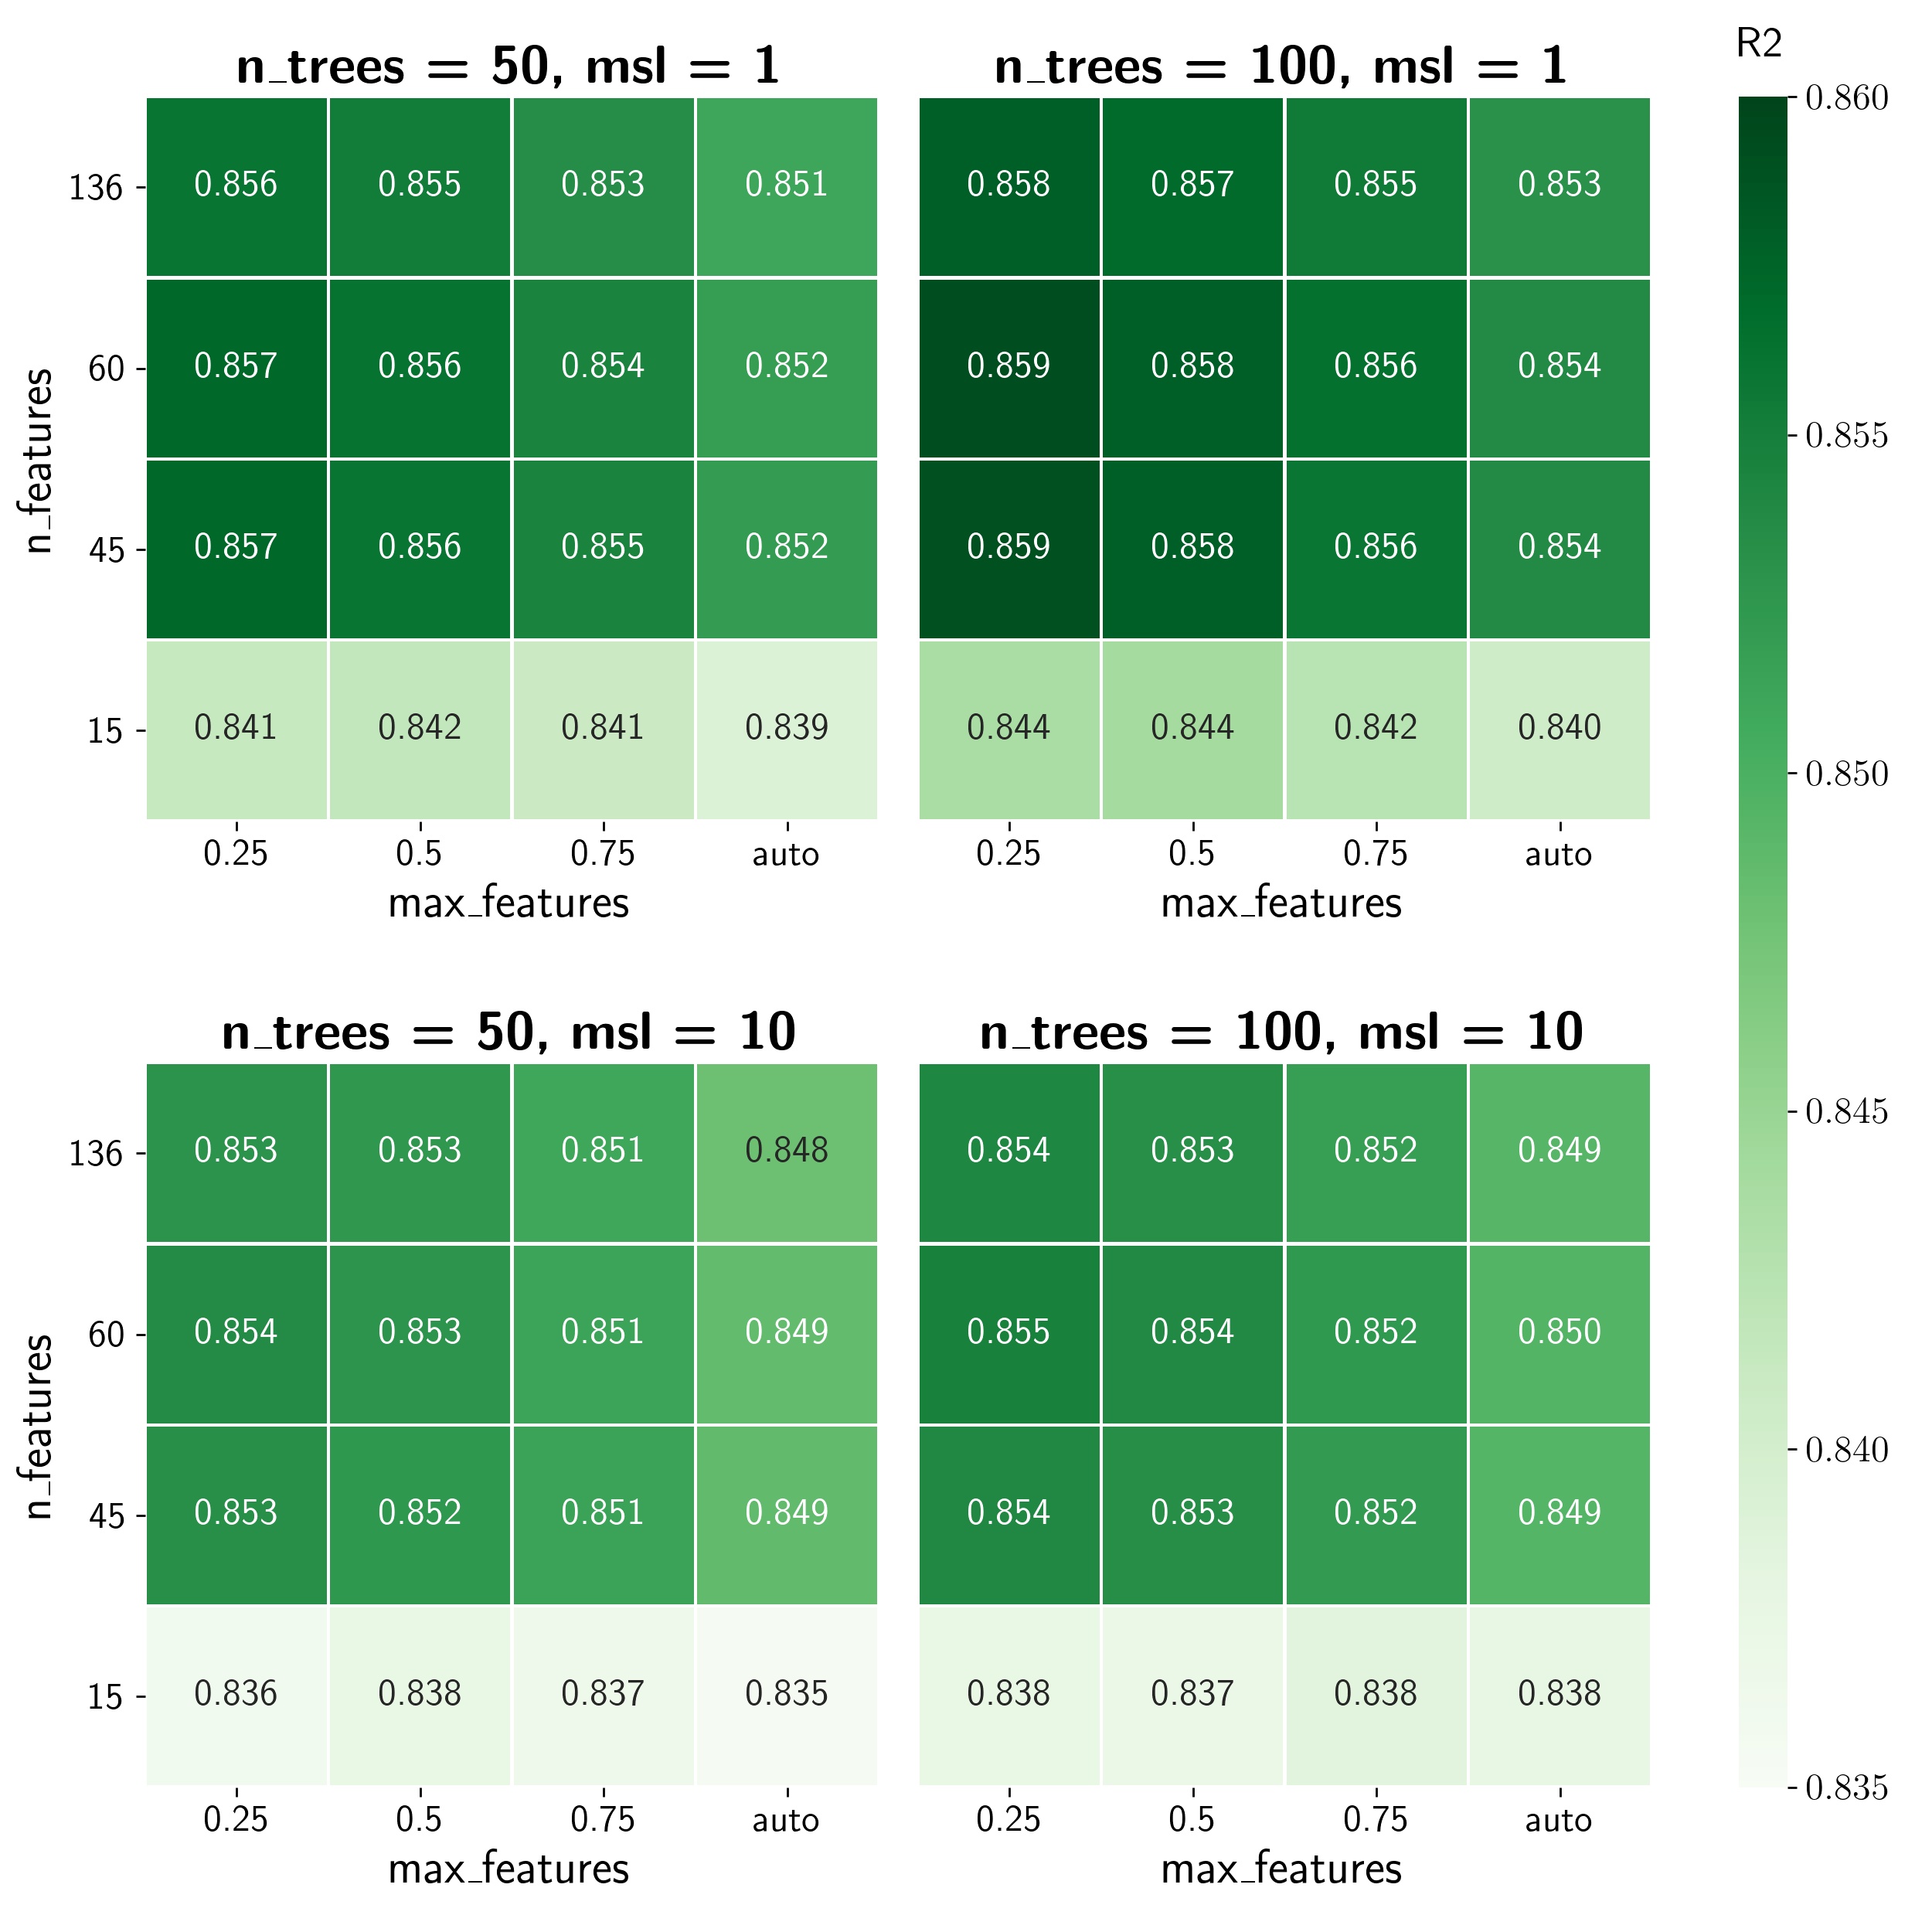 R2
n_trees = 50, msl = 1
n_trees = 100, msl = 1
n_features
136 0.856 0.855 0.853 0.851
60 0.857 0.856 0.854 0.852
45 0.857 0.856 0.855 0.852
15 0.841 0.842 0.841 0.839
0.25 0.5 0.75 auto
max_features
0.858 0.857 0.855 0.853
0.859 0.858 0.856 0.854
0.859 0.858 0.856 0.854
0.844 0.844 0.842 0.840
0.25 0.5 0.75 auto
max_features
n_trees = 50, msl = 10
n_trees = 100, msl = 10
n_features
136 0.853 0.853 0.851 0.848
60 0.854 0.853 0.851 0.849
45 0.853 0.852 0.851 0.849
15 0.836 0.838 0.837 0.835
0.25 0.5 0.75 auto
max_features
0.854 0.853 0.852 0.849
0.855 0.854 0.852 0.850
0.854 0.853 0.852 0.849
0.838 0.837 0.838 0.838
0.25 0.5 0.75 auto
max_features
0.860
0.855
0.850
0.845
0.840
0.835